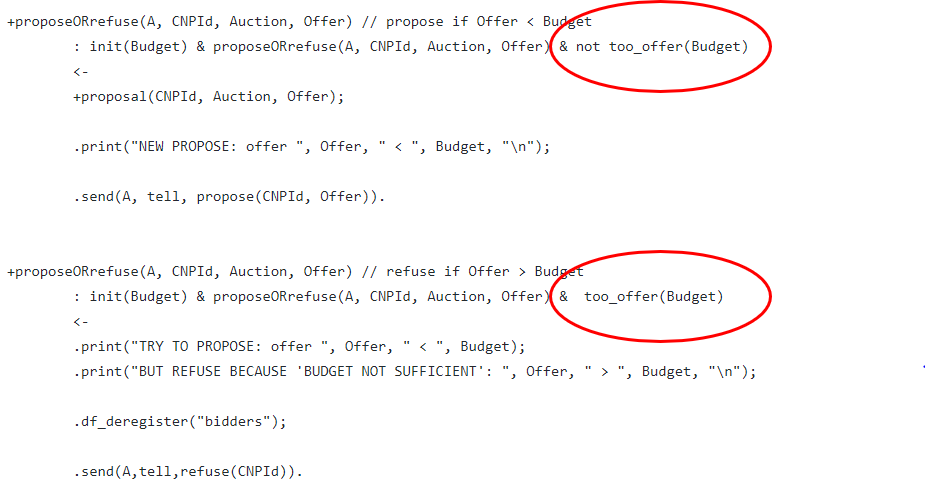 +proposeORrefuse(A, CNPId, Auction, Offer) // propose if Offer < Budget
: init(Budget) & proposeORrefuse(A, CNPId, Auction, Offer) & not too_offer(Budget)
<-
+proposal(CNPId, Auction, Offer);
.print("NEW PROPOSE: offer ", Offer, " < ", Budget, "\n");
.send(A, tell, propose(CNPId, Offer)).
+proposeORrefuse(A, CNPId, Auction, Offer) // refuse if Offer > Budget
: init(Budget) & proposeORrefuse(A, CNPId, Auction, Offer) &  too_offer(Budget)
<-
.print("TRY TO PROPOSE: offer ", Offer, " < ", Budget);
.print("BUT REFUSE BECAUSE 'BUDGET NOT SUFFICIENT': ", Offer, " > ", Budget, "\n");
.df_deregister("bidders");
.send(A,tell,refuse(CNPId)).